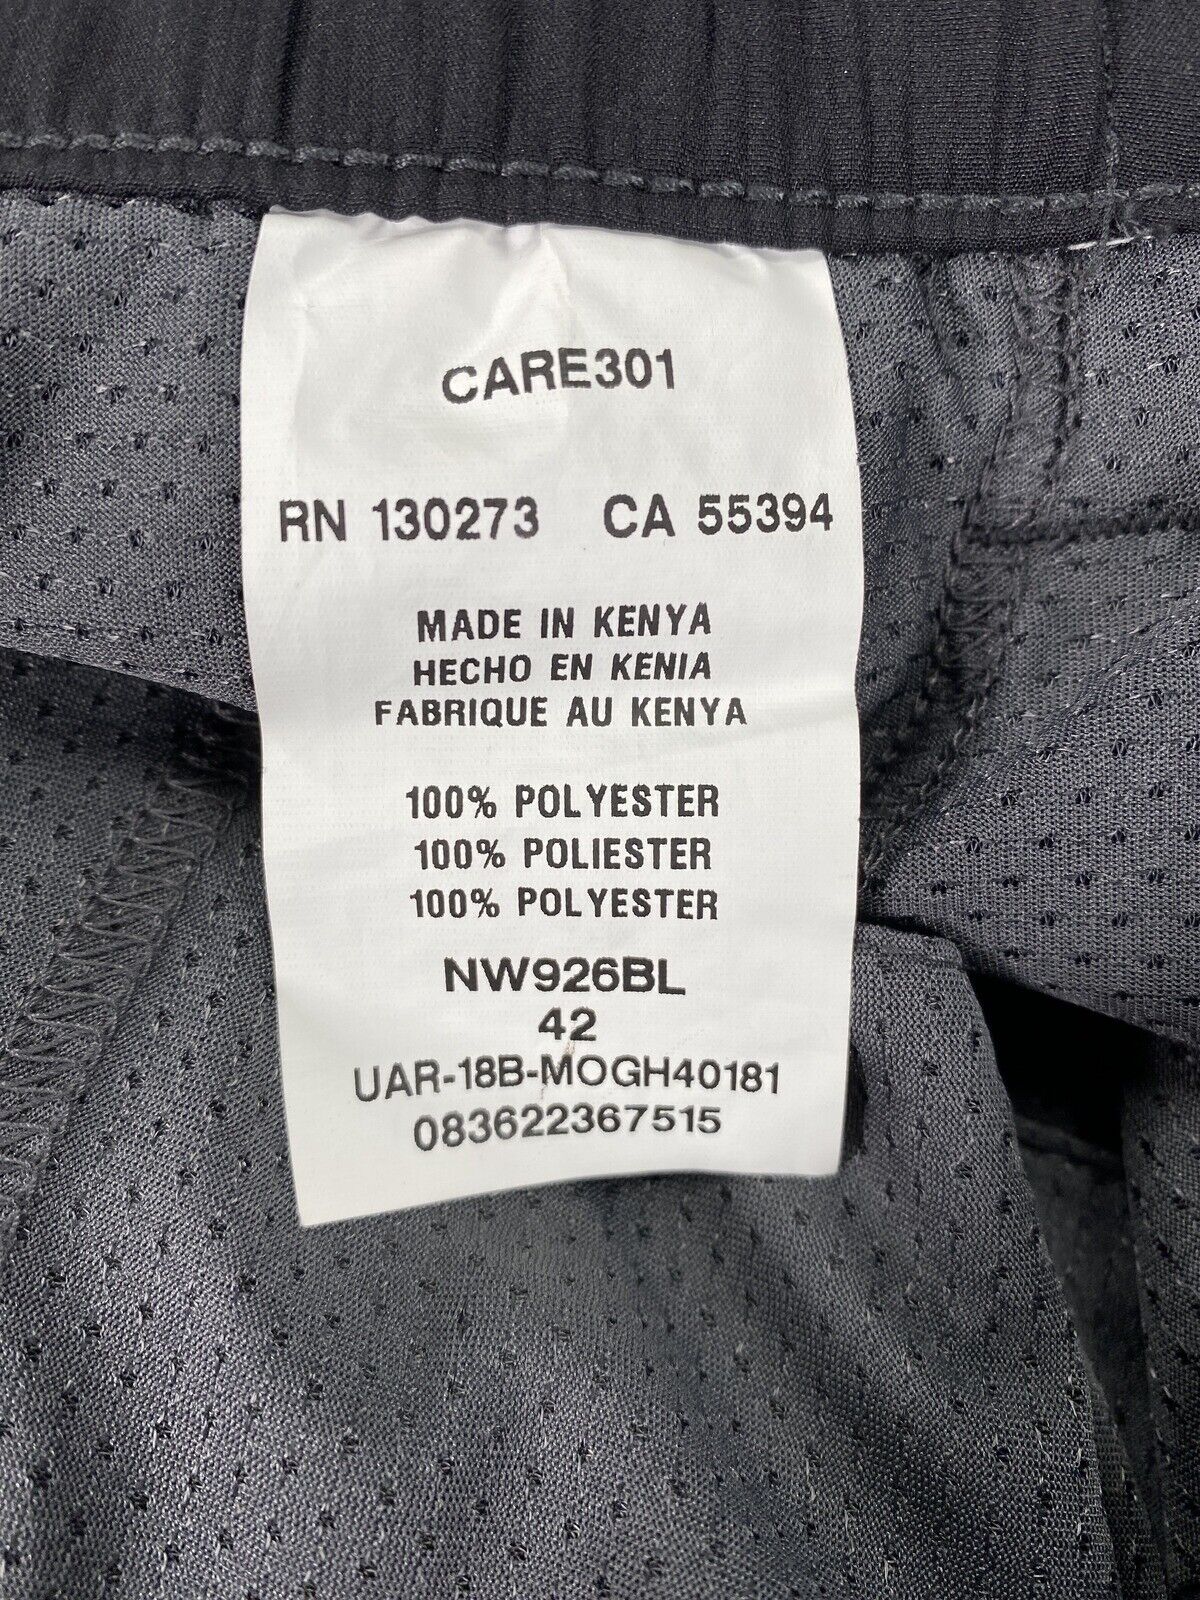 CARE301
RN 130273 CA 55394
MADE IN KENYA
HECHO EN KENIA
FABRIQUE AU KENYA
100% POLYESTER
100% POLIESTER
100% POLYESTER
NW926BL
42
UAR-18B-MOGH40181
083622367515